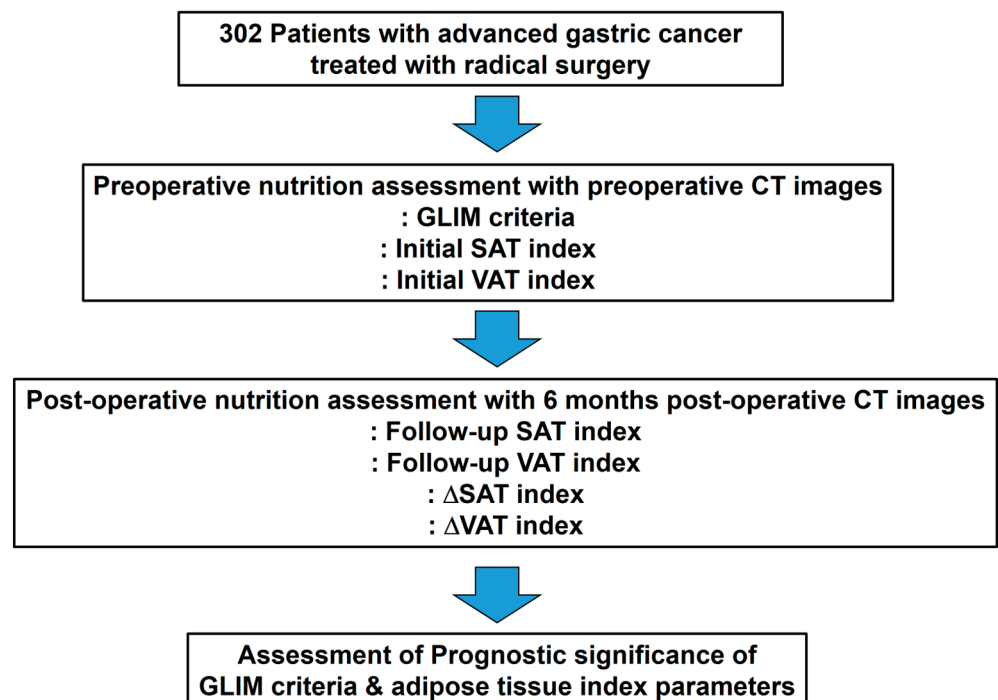 302 Patients with advanced gastric cancer
treated with radical surgery
Preoperative nutrition assessment with preoperative CT images
: GLIM criteria
: Initial SAT index
: Initial VAT index
Post-operative nutrition assessment with 6 months post-operative CT images
: Follow-up SAT index
: Follow-up VAT index
: ΔSAT index
: ΔVAT index
Assessment of Prognostic significance of
GLIM criteria & adipose tissue index parameters